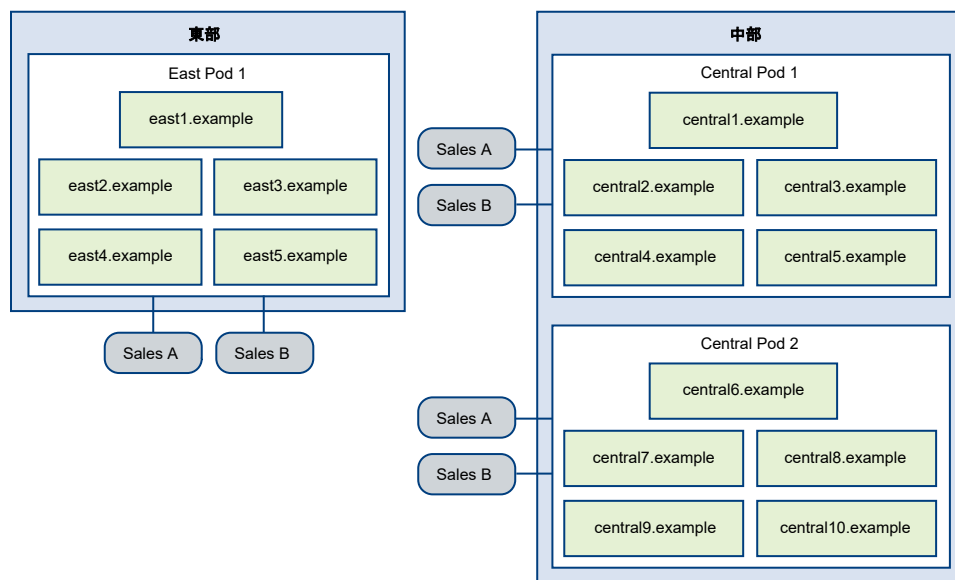 東部
East Pod 1
east1.example
east2.example
east3.example
east4.example
east5.example
Sales A
Sales B
中部
Central Pod 1
central1.example
central2.example
central3.example
central4.example
central5.example
Sales A
Sales B
Central Pod 2
central6.example
central7.example
central8.example
central9.example
central10.example
Sales A
Sales B